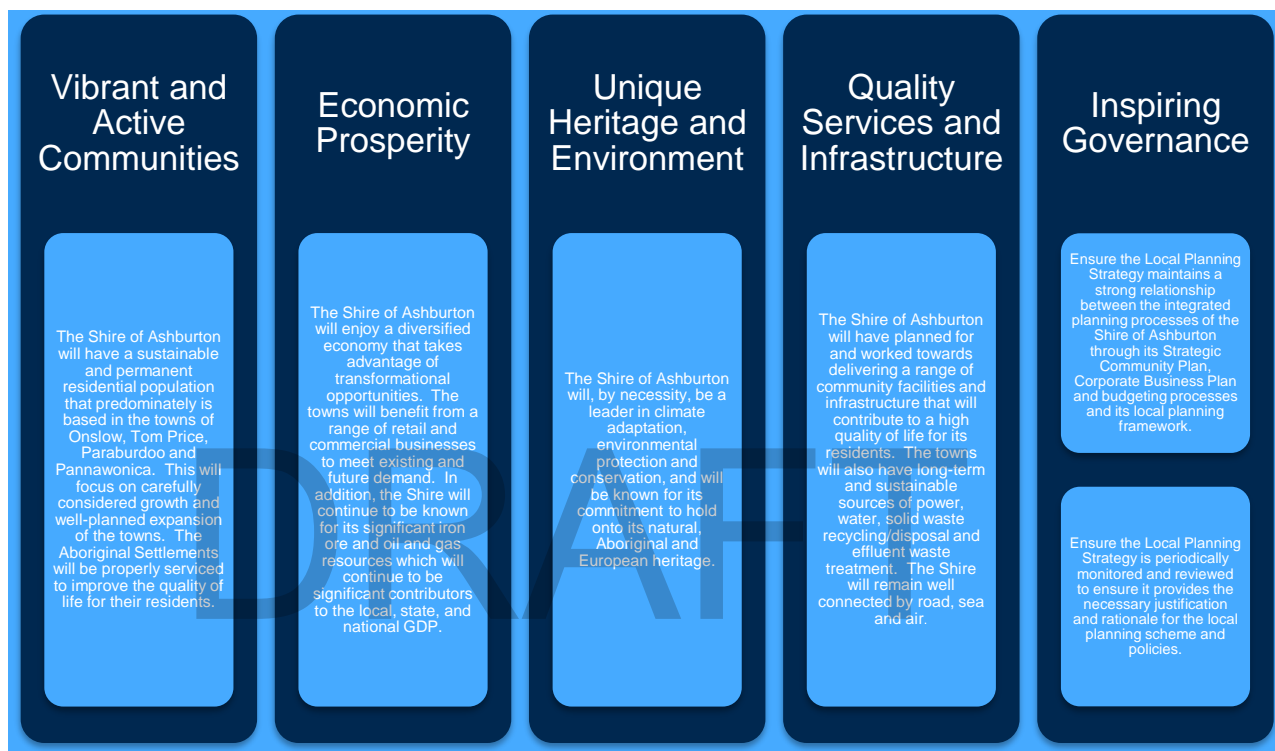 Vibrant and
Active
Communities
The Shire of Ashburton
will have a sustainable
and permanent
residential population
that predominately is
based in the towns of
Onslow, Tom Price,
Paraburdoo and
Pannawonica. This will
focus on carefully
considered growth and
well-planned expansion
of the towns. The
Aboriginal Settlements
will be properly serviced
to improve the quality of
life for their residents.
Economic
Prosperity
The Shire of Ashburton
will enjoy a diversified
economy that takes
advantage of
transformational
opportunities. The
towns will benefit from a
range of retail and
commercial businesses
to meet existing and
future demand. In
addition, the Shire will
continue to be known
for its significant iron
ore and oil and gas
resources which will
continue to be
significant contributors
to the local, state, and
national GDP.
Unique
Heritage and
Environment
The Shire of Ashburton
will, by necessity, be a
leader in climate
adaptation,
environmental
protection and
conservation, and will
be known for its
commitment to hold
onto its natural,
Aboriginal and
European heritage.
Quality
Services and
Infrastructure
The Shire of Ashburton
will have planned for
and worked towards
delivering a range of
community facilities and
infrastructure that will
contribute to a high
quality of life for its
residents. The towns
will also have long-term
and sustainable
sources of power,
water, solid waste
recycling/disposal and
effluent waste
treatment. The Shire
will remain well
connected by road, sea
and air.
Inspiring
Governance
Ensure the Local Planning
Strategy maintains a
strong relationship
between the integrated
planning processes of the
Shire of Ashburton
through its Strategic
Community Plan,
Corporate Business Plan
and budgeting processes
and its local planning
framework.
Ensure the Local Planning
Strategy is periodically
monitored and reviewed
to ensure it provides the
necessary justification
and rationale for the local
planning scheme and
policies.
DRAFT